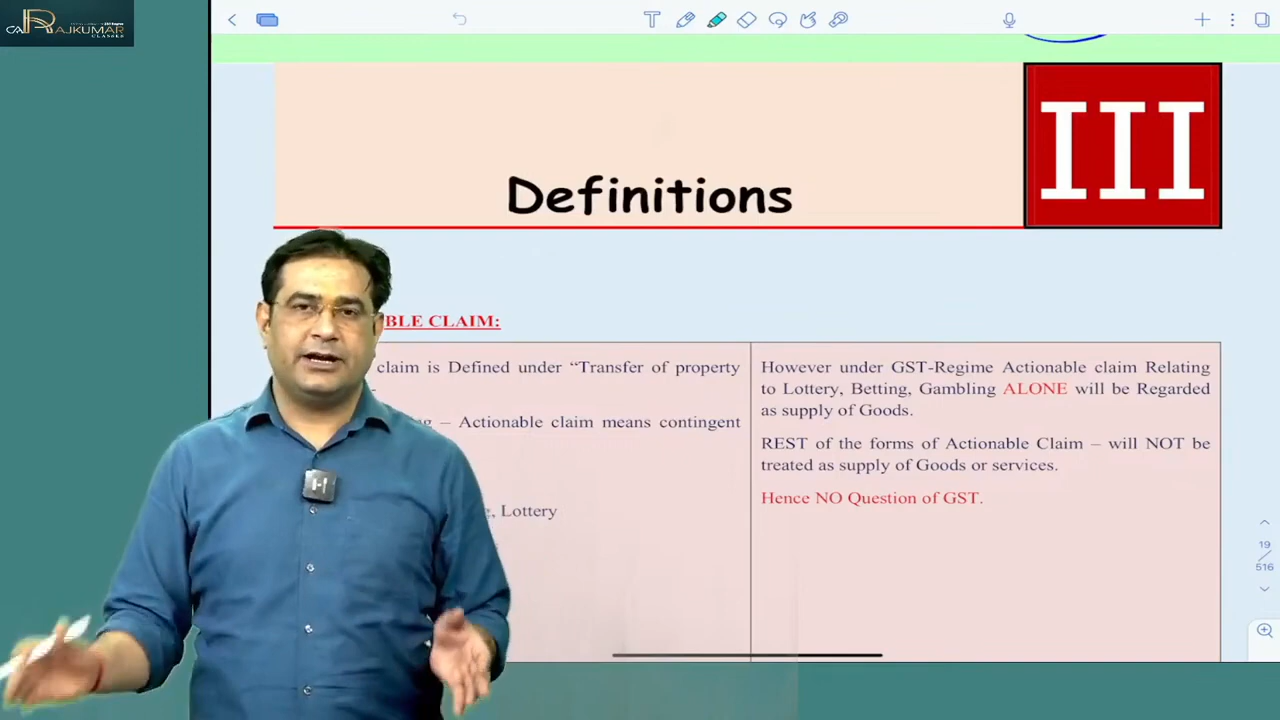 CA RAJKUMAR
CLASSES
III
Definitions
BLE CLAIM:
claim is Defined under “Transfer of property
– Actionable claim means contingent
, Lottery
However under GST-Regime Actionable claim Relating
to Lottery, Betting, Gambling ALONE will be Regarded
as supply of Goods.
REST of the forms of Actionable Claim – will NOT be
treated as supply of Goods or services.
Hence NO Question of GST.
19
516